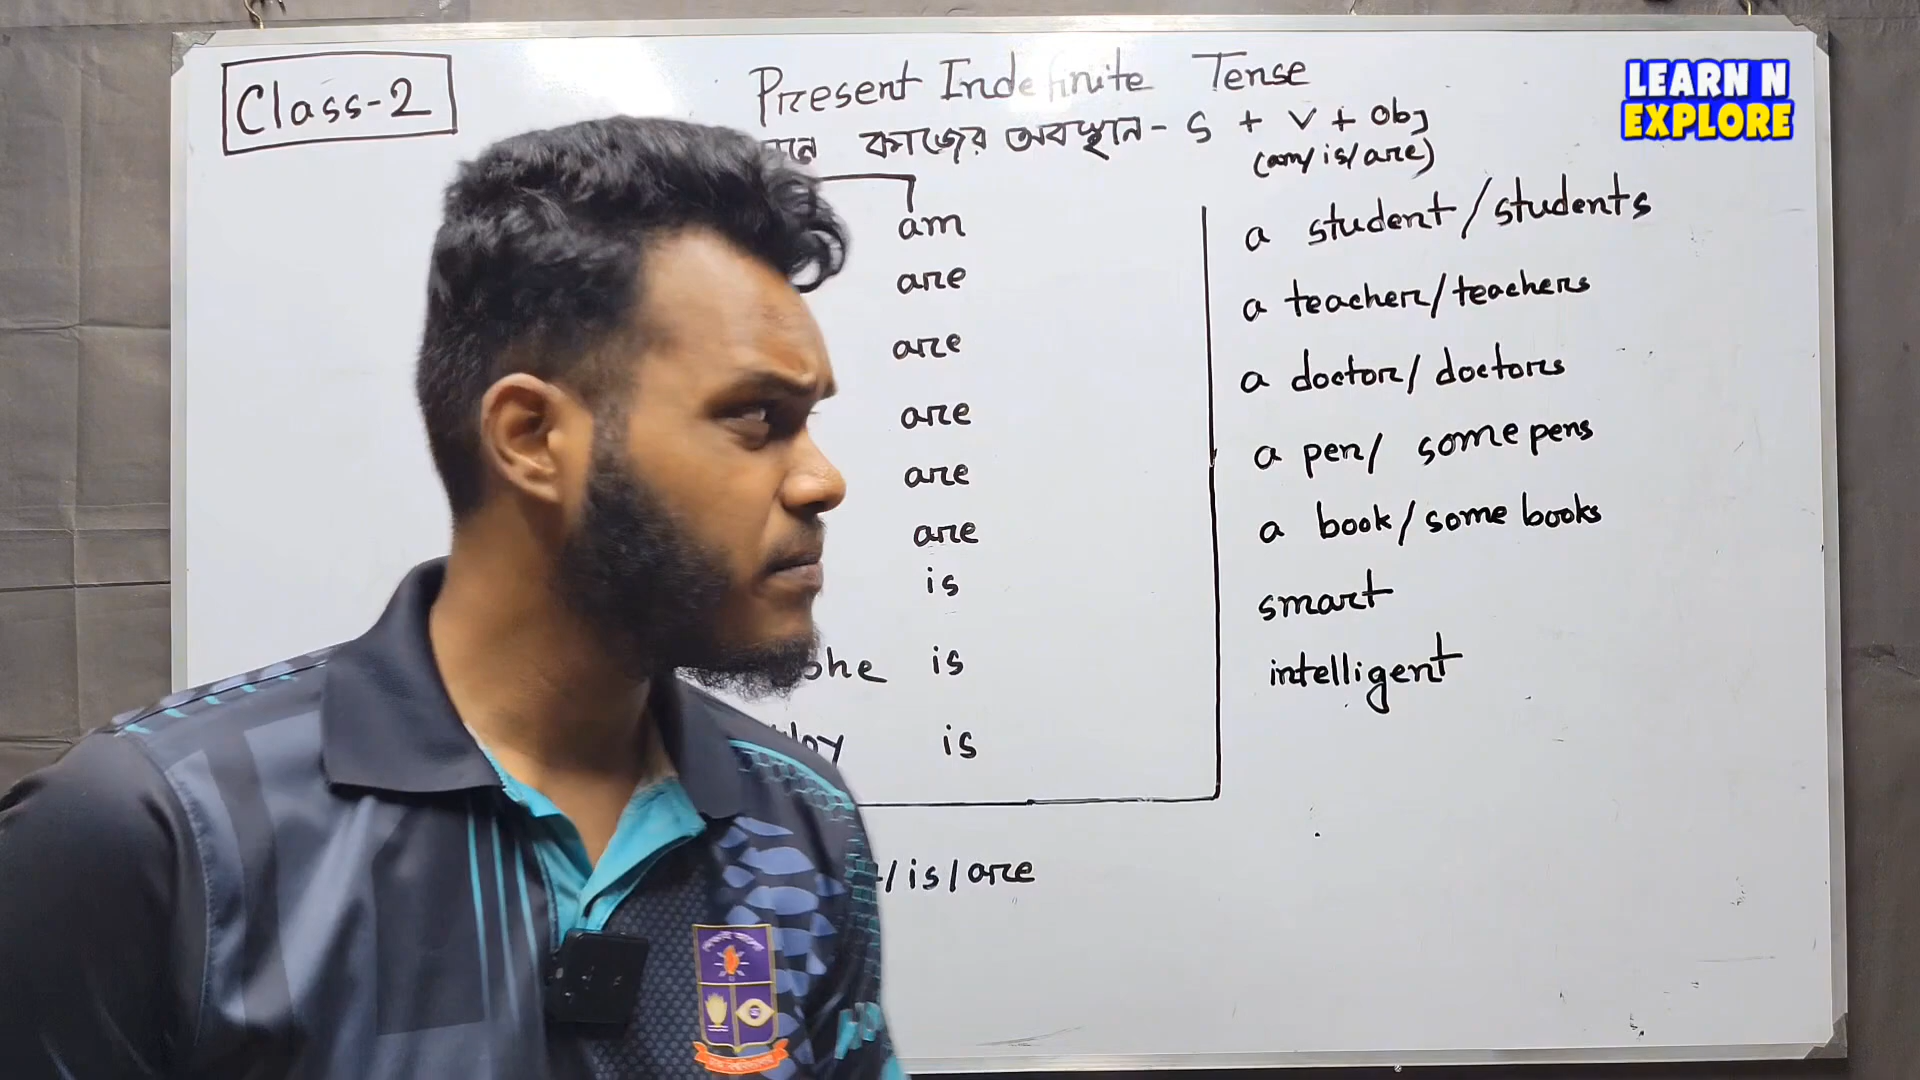 Class-2
Present Indefinite Tense
LEARN N
EXPLORE
কাজের অবস্থান - S + V + Obj
(am/is/are)
am
a student/students
are
a teacher/teachers
are
a doctor/doctors
are
a pen/ some pens
are
a book/some books
are
is
smart
is
intelligent
is
/is/are